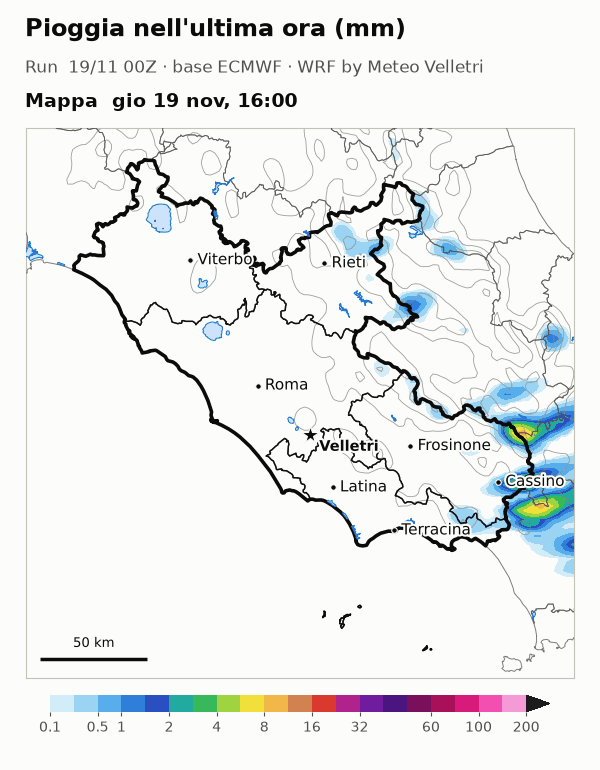 Pioggia nell'ultima ora (mm)
Run  19/11 00Z · base ECMWF · WRF by Meteo Velletri
Mappa  gio 19 nov, 16:00
Viterbo
Rieti
Roma
Velletri
Frosinone
Cassino
Latina
Terracina
50 km
0.1 0.5 1 2 4 8 16 32 60 100 200